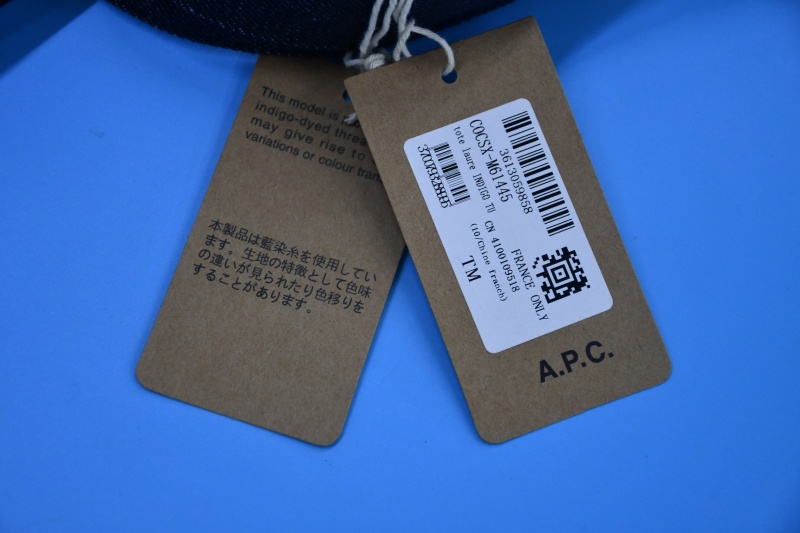 This model is
indigo-dyed threa
may give rise to
variations or colour tran
本製品は藍染糸を使用してい
ます。生地の特徴として色味
の違いが見られたり色移りを
することがあります。
3613059858
COCSX-M61445
tote laure INDIGO TU
CN 4100109518
(10/Chine franch)
FRANCE ONLY
TM
A.P.C.